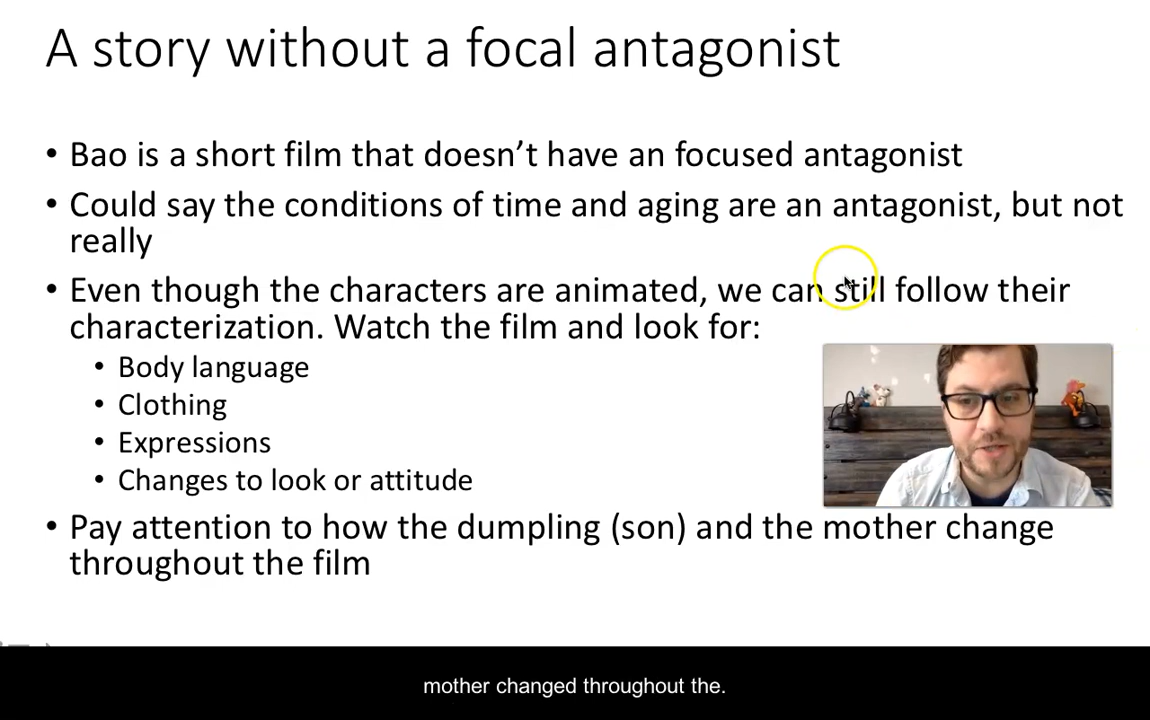 A story without a focal antagonist
• Bao is a short film that doesn’t have an focused antagonist
• Could say the conditions of time and aging are an antagonist, but not
really
• Even though the characters are animated, we can still follow their
characterization. Watch the film and look for:
• Body language
• Clothing
• Expressions
• Changes to look or attitude
• Pay attention to how the dumpling (son) and the mother change
throughout the film
mother changed throughout the.